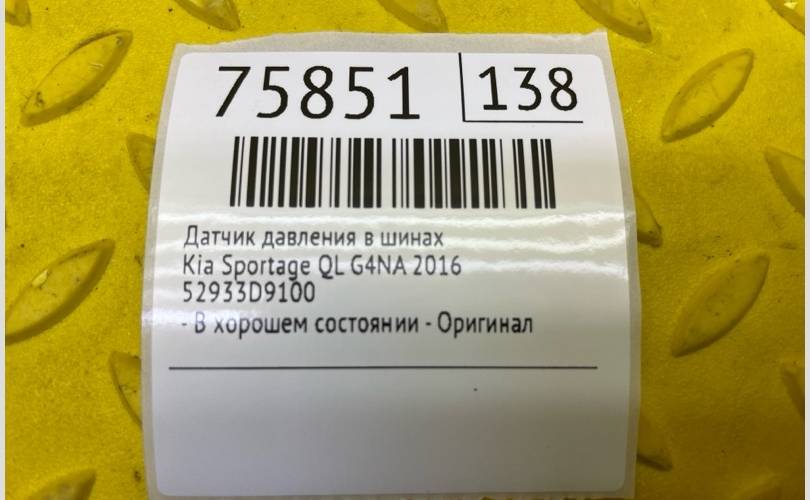 75851 138
Датчик давления в шинах
Kia Sportage QL G4NA 2016
52933D9100
- В хорошем состоянии - Оригинал